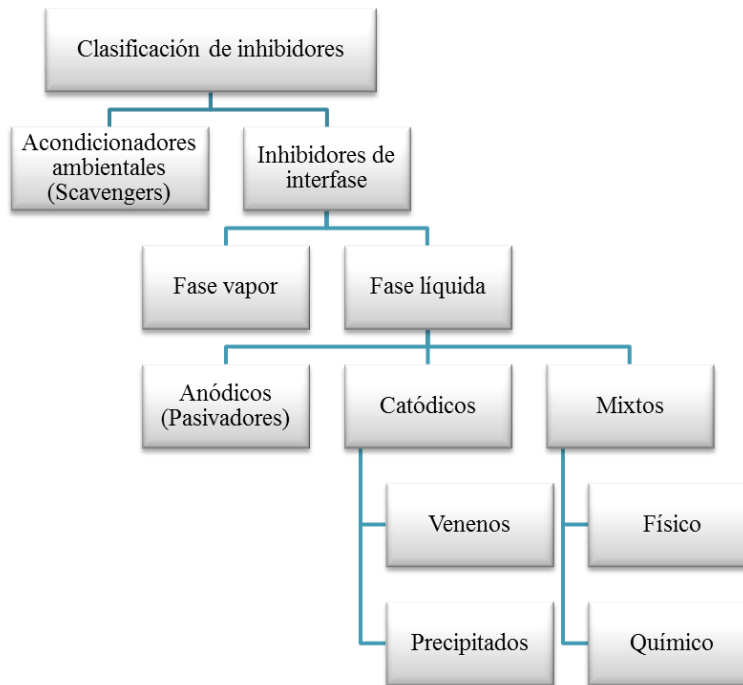 Clasificación de inhibidores
Acondicionadores
ambientales
(Scavengers)
Inhibidores de
interfase
Fase vapor
Fase líquida
Anódicos
(Pasivadores)
Catódicos
Mixtos
Venenos
Físico
Precipitados
Químico